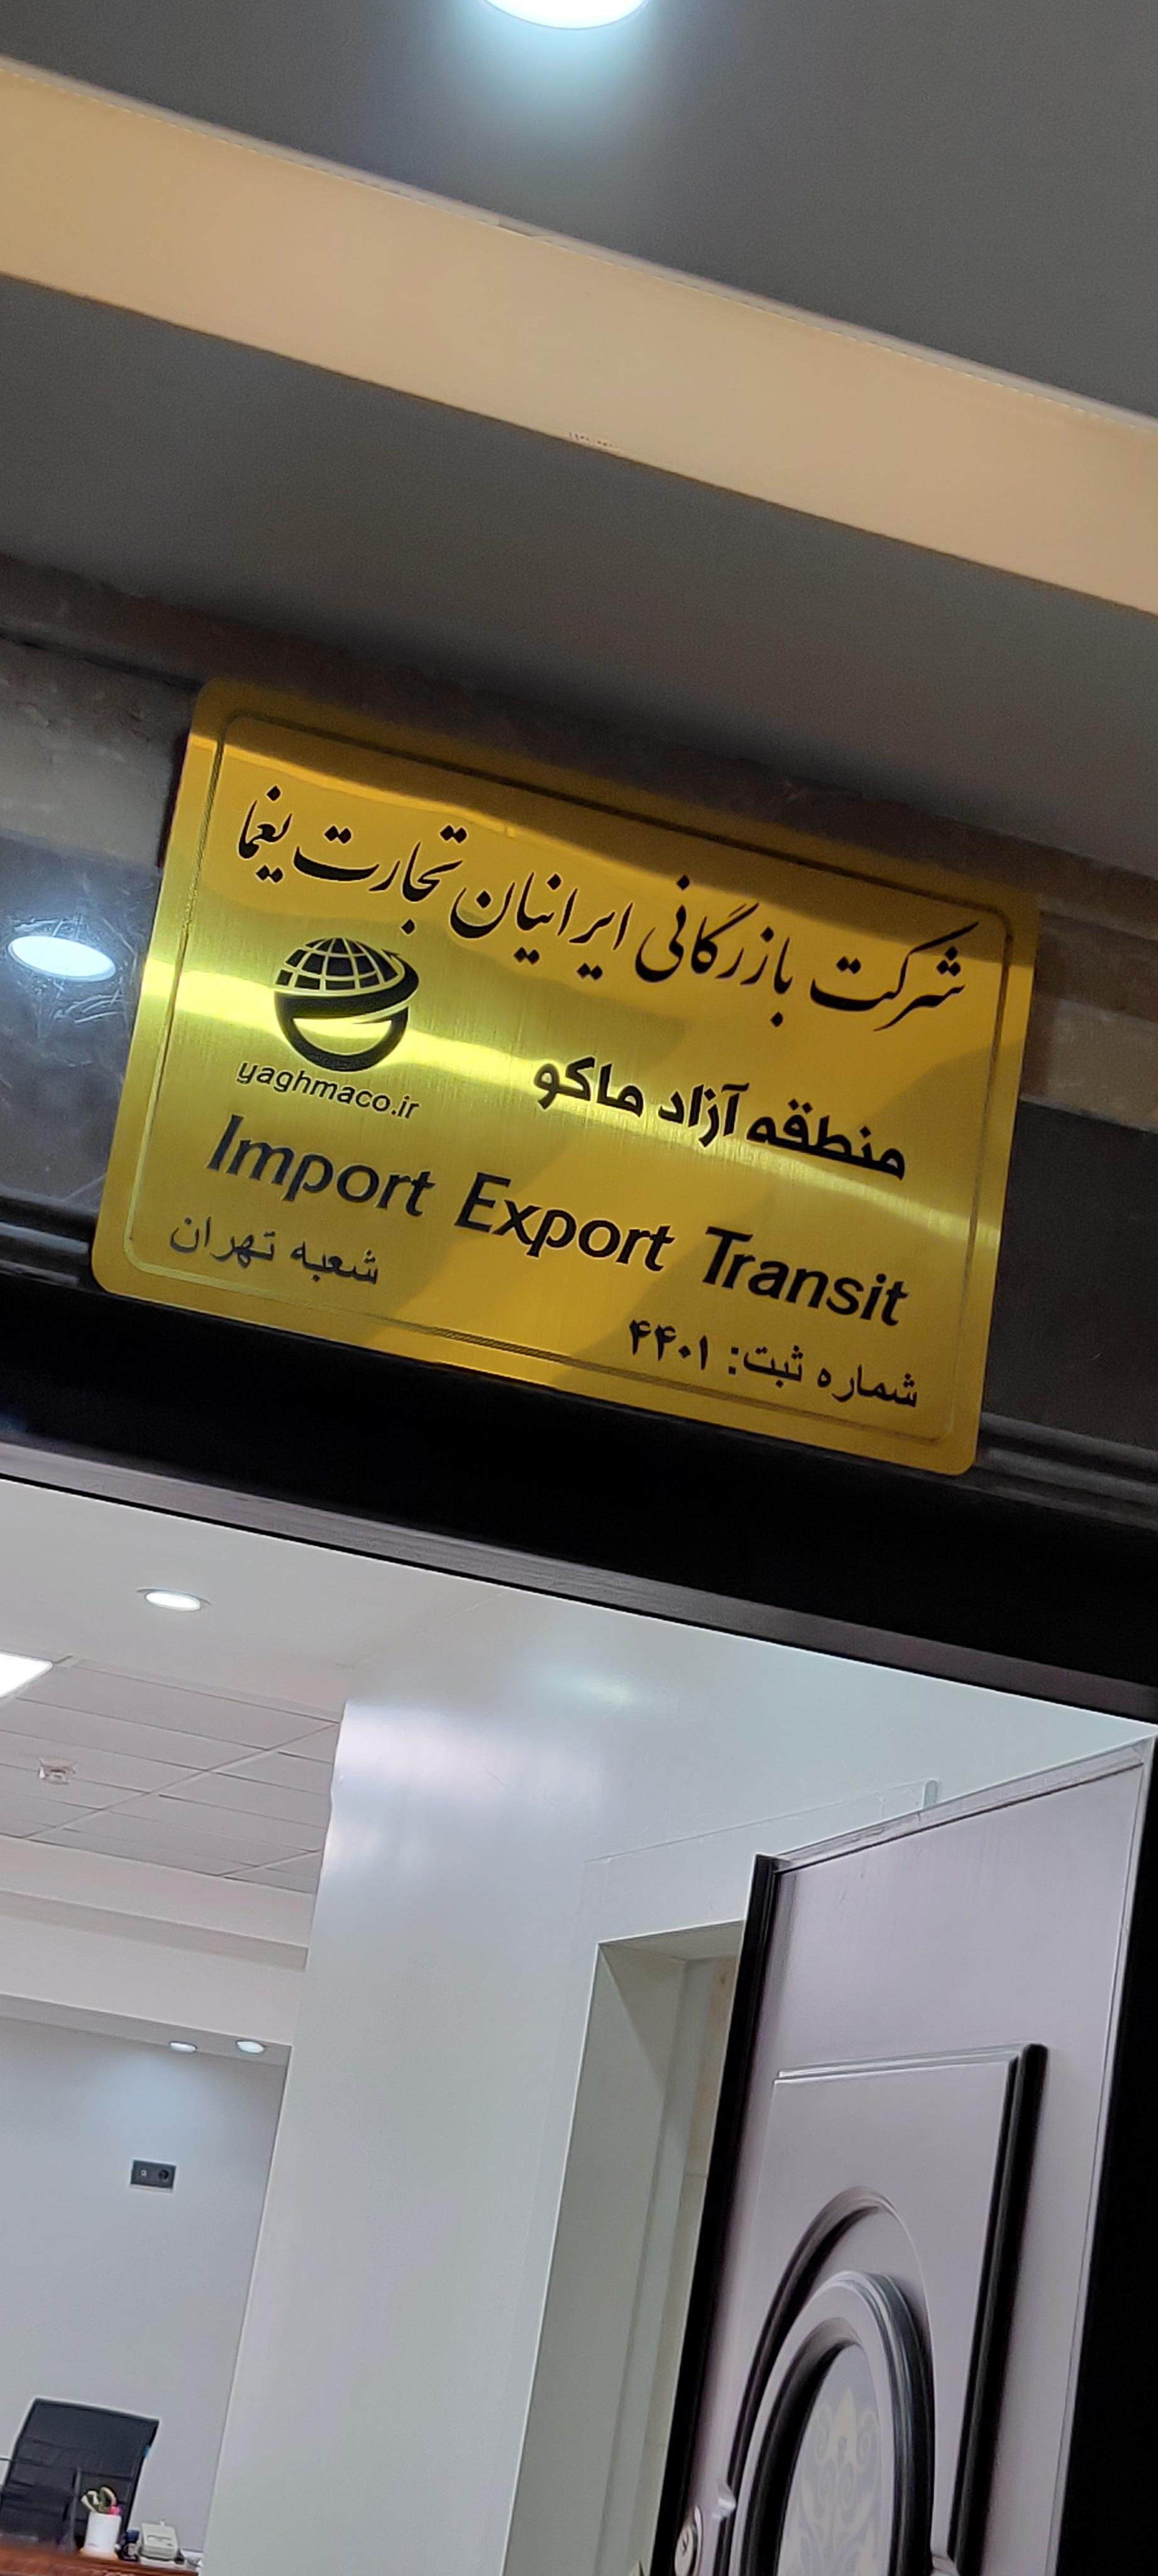 شرکت بازرگانی ایرانیان تجارت یغما
منطقه آزاد ماکو
yaghmaco.ir
Import Export Transit
شعبه تهران
شماره ثبت: ۴۴۰۱